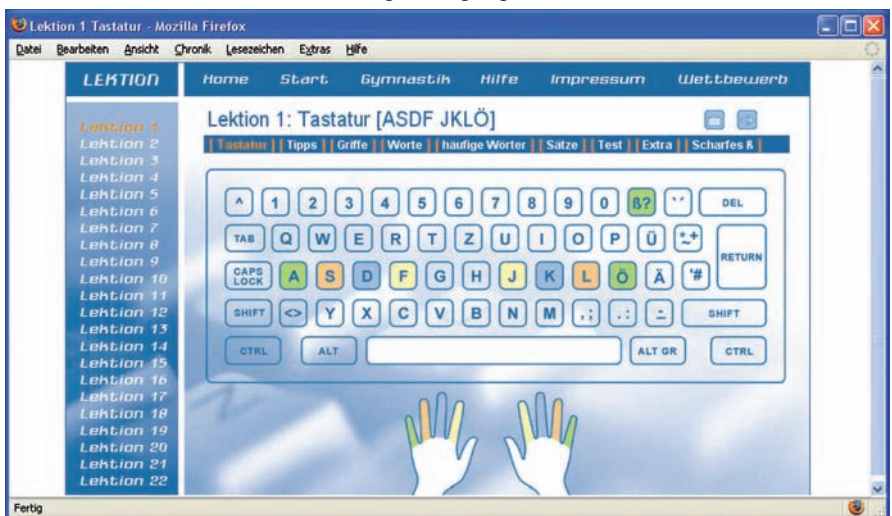 Lektion 1 Tastatur - Mozilla Firefox
Datei Bearbeiten Ansicht Chronik Lesezeichen Extras Hilfe
LEKTION Home Start Gymnastik Hilfe Impressum Wettbewerb
Lektion 1: Tastatur [ASDF JKLÖ]
Tastatur | Tipps | Griffe | Worte | häufige Wörter | Sätze | Test | Extra | Scharfes ß
Lektion 1
Lektion 2
Lektion 3
Lektion 4
Lektion 5
Lektion 6
Lektion 7
Lektion 8
Lektion 9
Lektion 10
Lektion 11
Lektion 12
Lektion 13
Lektion 14
Lektion 15
Lektion 16
Lektion 17
Lektion 18
Lektion 19
Lektion 20
Lektion 21
Lektion 22
^ 1 2 3 4 5 6 7 8 9 0 ß? ´` DEL
TAB Q W E R T Z U I O P Ü *~+
RETURN
CAPS LOCK A S D F G H J K L Ö Ä '#
SHIFT <> Y X C V B N M ,; .: -_ SHIFT
CTRL ALT ALT GR CTRL
Fertig